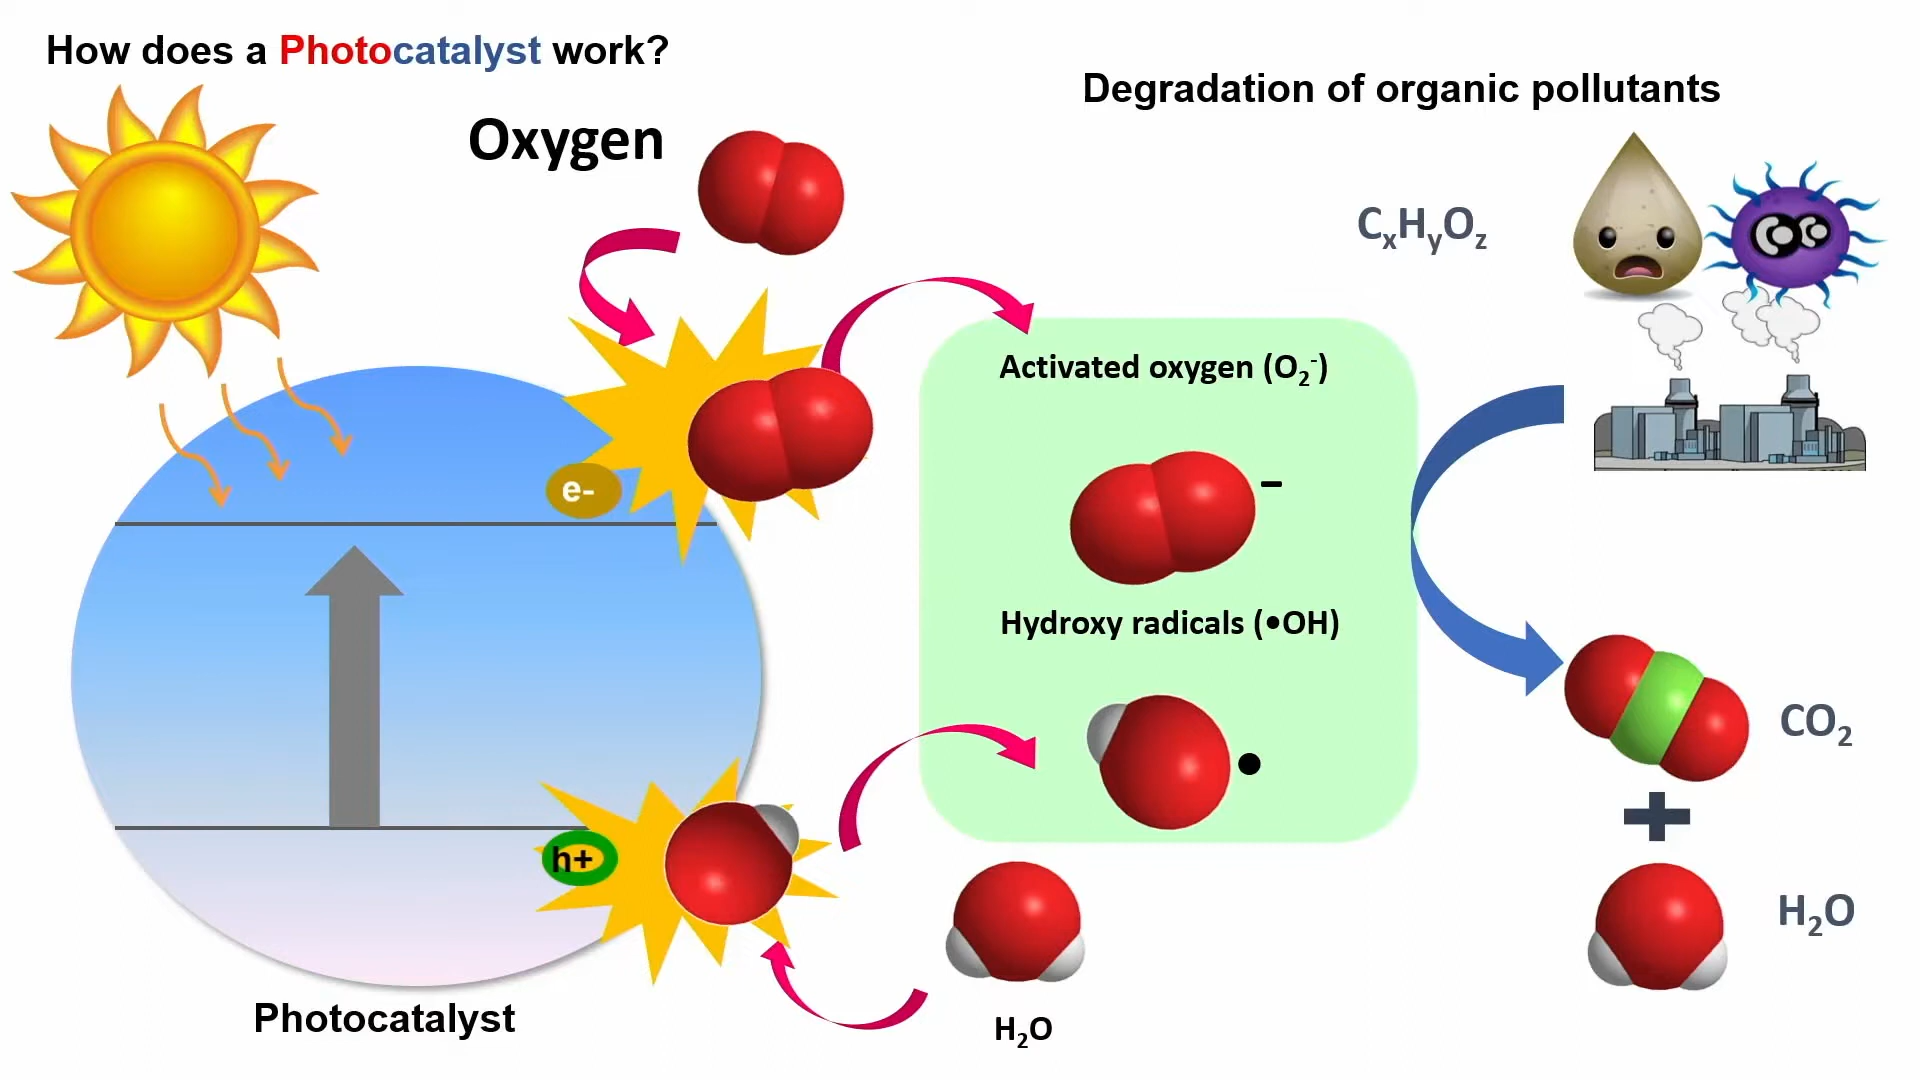 How does a Photocatalyst work?
Degradation of organic pollutants
Oxygen
CxHyOz
Activated oxygen (O2-)
e-
–
Hydroxy radicals (•OH)
CO2
+
h+
H2O
Photocatalyst
H2O